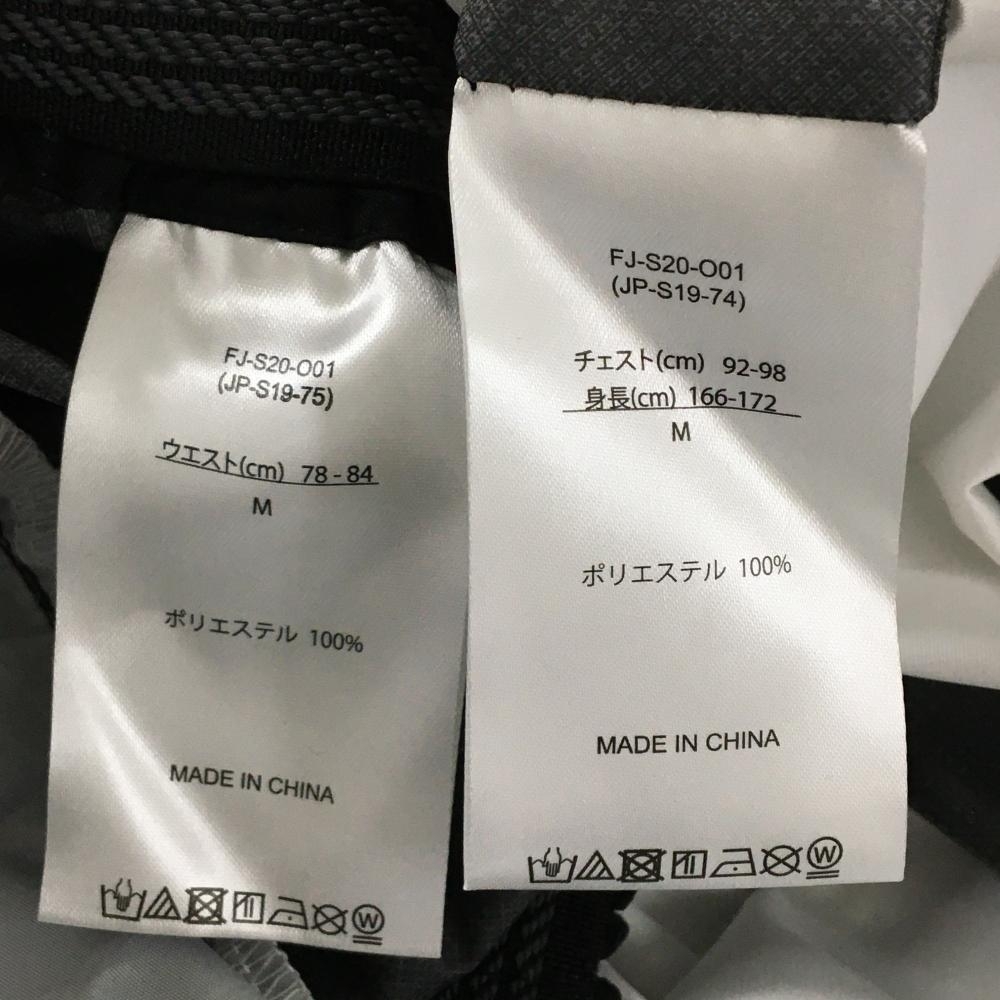 FJ-S20-O01
(JP-S19-75)
ウエスト(cm) 78-84
M
ポリエステル 100%
MADE IN CHINA
W
FJ-S20-O01
(JP-S19-74)
チェスト(cm) 92-98
身長(cm) 166-172
M
ポリエステル 100%
MADE IN CHINA
W